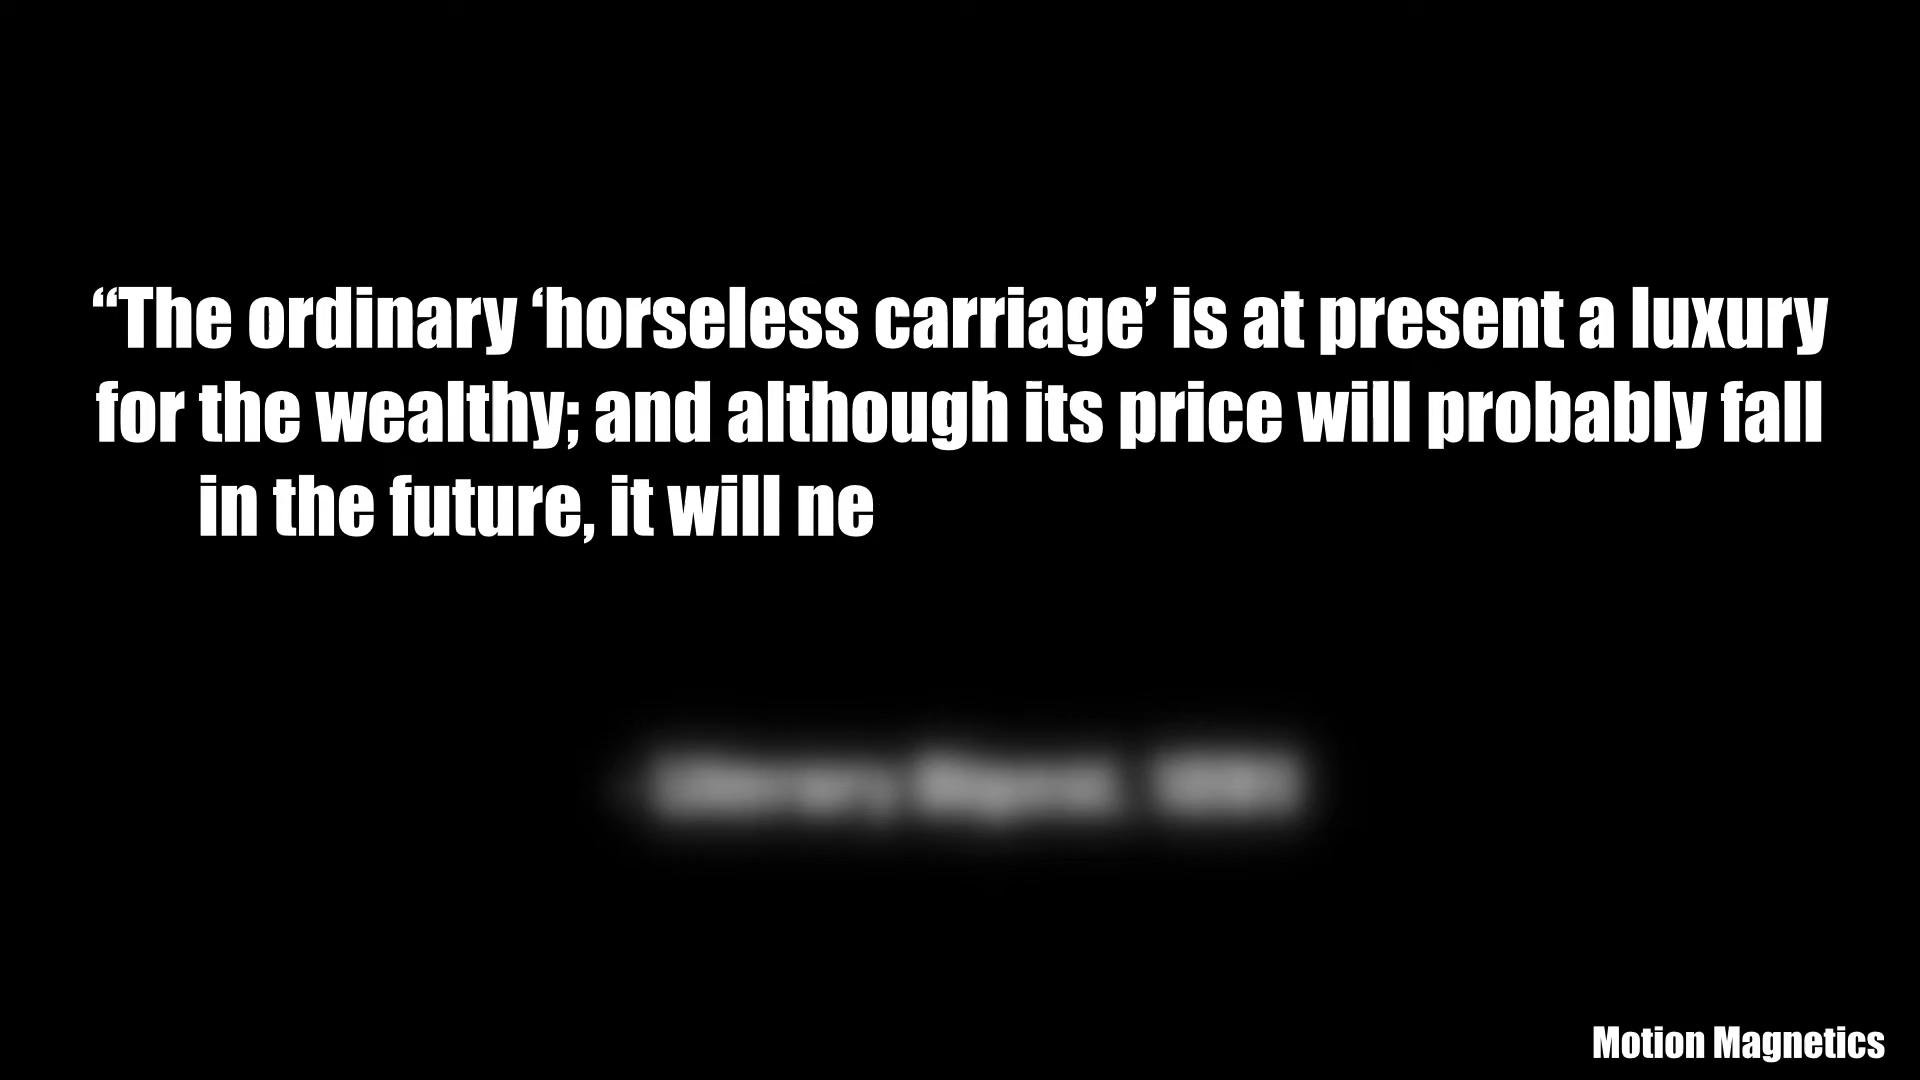 “The ordinary ‘horseless carriage’ is at present a luxury
for the wealthy; and although its price will probably fall
in the future, it will ne
Motion Magnetics